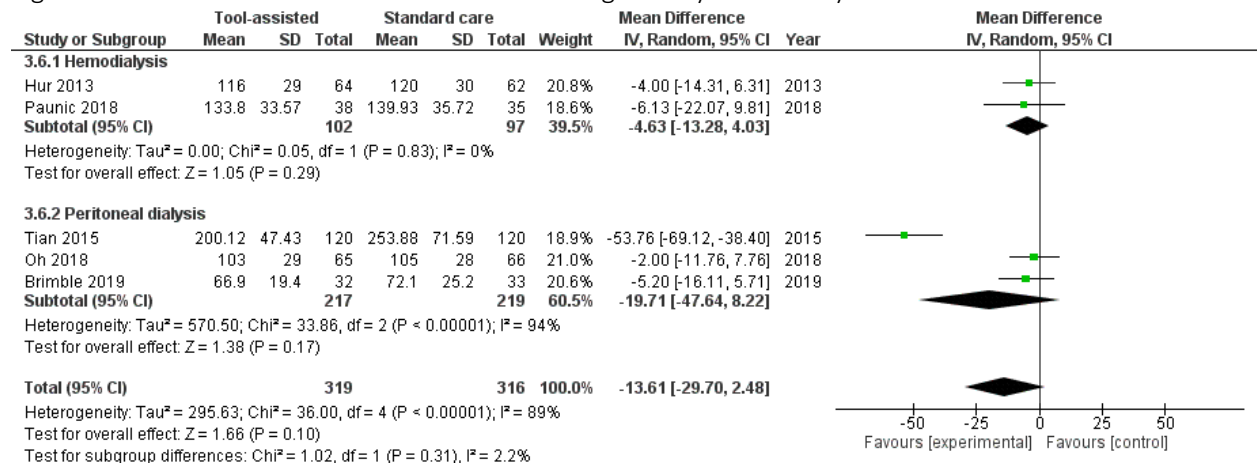 Tool-assisted Standard care Mean Difference Mean Difference
Study or Subgroup Mean SD Total Mean SD Total Weight IV, Random, 95% CI Year IV, Random, 95% CI
3.6.1 Hemodialysis
Hur 2013 116 29 64 120 30 62 20.8% -4.00 [-14.31, 6.31] 2013
Paunic 2018 133.8 33.57 38 139.93 35.72 35 18.6% -6.13 [-22.07, 9.81] 2018
Subtotal (95% CI) 102 97 39.5% -4.63 [-13.28, 4.03]
Heterogeneity: Tau² = 0.00; Chi² = 0.05, df = 1 (P = 0.83); I² = 0%
Test for overall effect: Z = 1.05 (P = 0.29)
3.6.2 Peritoneal dialysis
Tian 2015 200.12 47.43 120 253.88 71.59 120 18.9% -53.76 [-69.12, -38.40] 2015
Oh 2018 103 29 65 105 28 66 21.0% -2.00 [-11.76, 7.76] 2018
Brimble 2019 66.9 19.4 32 72.1 25.2 33 20.6% -5.20 [-16.11, 5.71] 2019
Subtotal (95% CI) 217 219 60.5% -19.71 [-47.64, 8.22]
Heterogeneity: Tau² = 570.50; Chi² = 33.86, df = 2 (P < 0.00001); I² = 94%
Test for overall effect: Z = 1.38 (P = 0.17)
Total (95% CI) 319 316 100.0% -13.61 [-29.70, 2.48]
Heterogeneity: Tau² = 295.63; Chi² = 36.00, df = 4 (P < 0.00001); I² = 89%
Test for overall effect: Z = 1.66 (P = 0.10)
Test for subgroup differences: Chi² = 1.02, df = 1 (P = 0.31), I² = 2.2%
-50 -25 0 25 50
Favours [experimental] Favours [control]